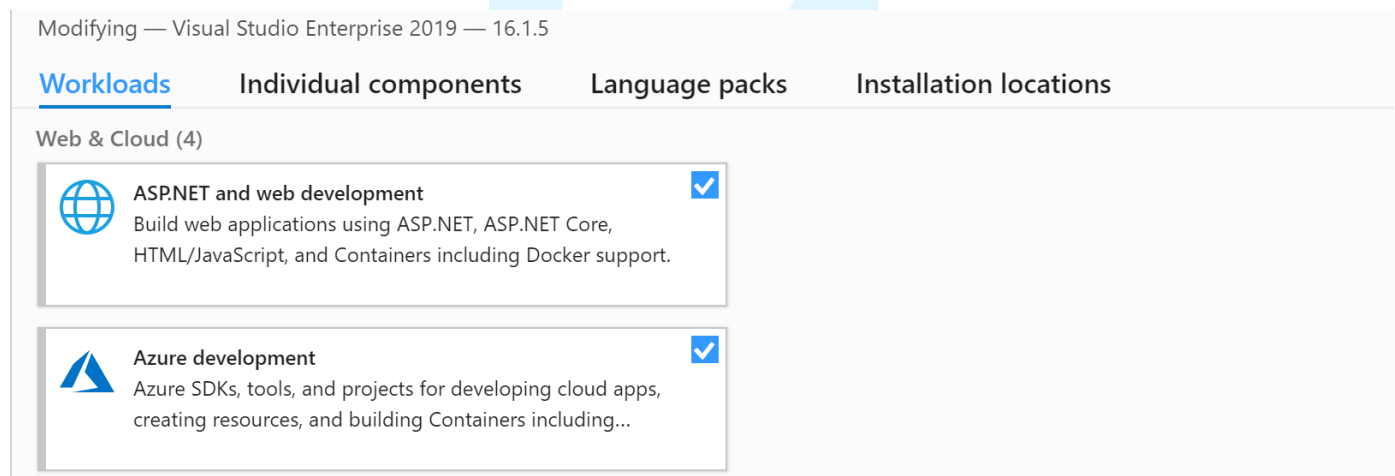 Modifying — Visual Studio Enterprise 2019 — 16.1.5
Workloads Individual components Language packs Installation locations
Web & Cloud (4)
ASP.NET and web development
Build web applications using ASP.NET, ASP.NET Core,
HTML/JavaScript, and Containers including Docker support.
Azure development
Azure SDKs, tools, and projects for developing cloud apps,
creating resources, and building Containers including...